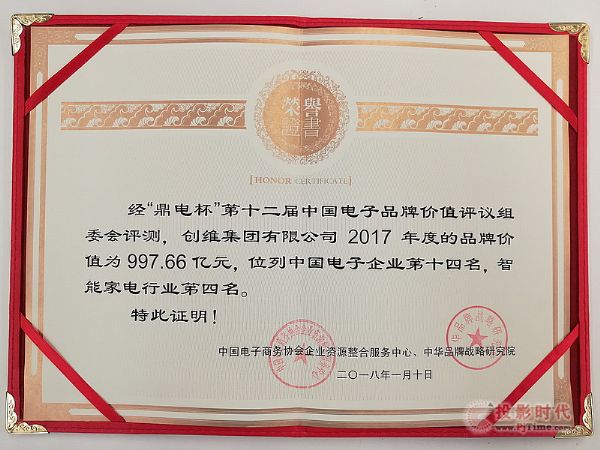 榮譽
證書
[HONOR CERTIFICATE]
经“鼎电杯”第十二届中国电子品牌价值评议组
委会评测，创维集团有限公司 2017 年度的品牌价
值为 997.66 亿元，位列中国电子企业第十四名，智
能家电行业第四名。
特此证明！
中国电子商务协会企业资源整合服务中心、中华品牌战略研究院
二〇一八年一月十日
投影时代
www.PjTime.com